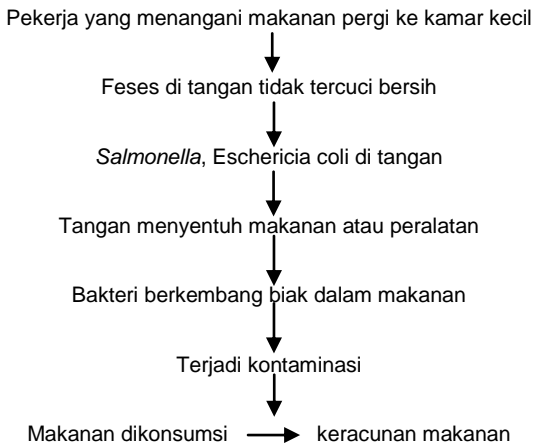 Pekerja yang menangani makanan pergi ke kamar kecil
Feses di tangan tidak tercuci bersih
Salmonella, Eschericia coli di tangan
Tangan menyentuh makanan atau peralatan
Bakteri berkembang biak dalam makanan
Terjadi kontaminasi
Makanan dikonsumsi keracunan makanan